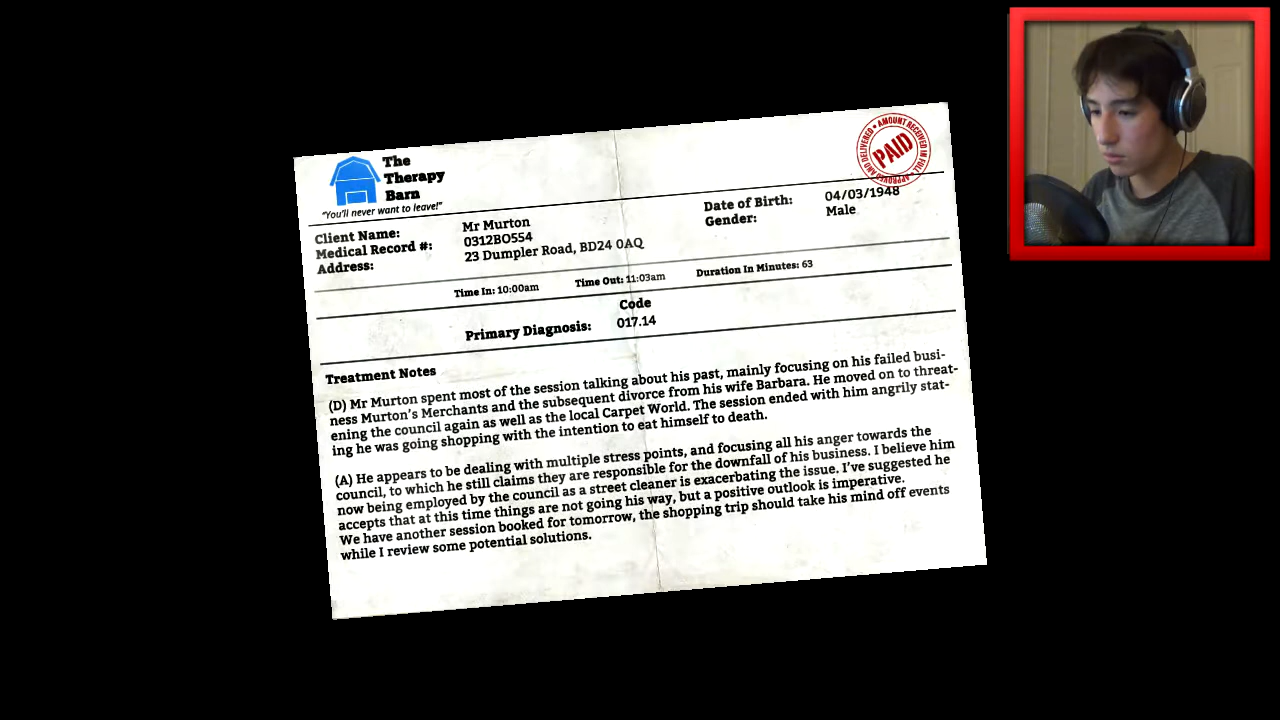 The
Therapy
Barn
"You'll never want to leave!"
AMOUNT RECEIVED IN FULL • APPROVED AND DELIVERED •
PAID
Client Name: Mr Murton
Medical Record #: 0312BO554
Address: 23 Dumpler Road, BD24 0AQ
Date of Birth: 04/03/1948
Gender: Male
Time In: 10:00am Time Out: 11:03am Duration In Minutes: 63
Code
Primary Diagnosis: 017.14
Treatment Notes
(D) Mr Murton spent most of the session talking about his past, mainly focusing on his failed busi-
ness Murton's Merchants and the subsequent divorce from his wife Barbara. He moved on to threat-
ening the council again as well as the local Carpet World. The session ended with him angrily stat-
ing he was going shopping with the intention to eat himself to death.
(A) He appears to be dealing with multiple stress points, and focusing all his anger towards the
council, to which he still claims they are responsible for the downfall of his business. I believe him
now being employed by the council as a street cleaner is exacerbating the issue. I've suggested he
accepts that at this time things are not going his way, but a positive outlook is imperative.
We have another session booked for tomorrow, the shopping trip should take his mind off events
while I review some potential solutions.